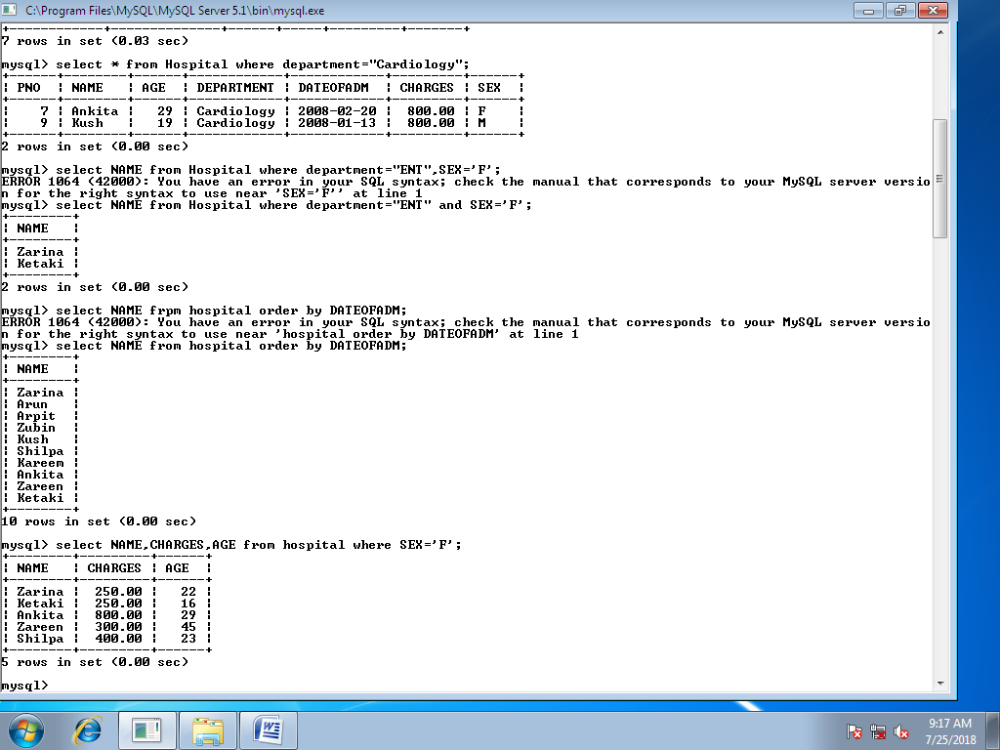 C:\Program Files\MySQL\MySQL Server 5.1\bin\mysql.exe
+-----+-------------+------+-----+---------+-------+
7 rows in set (0.03 sec)
mysql> select * from Hospital where department="Cardiology";
| PNO | NAME | AGE | DEPARTMENT | DATEOFADM | CHARGES | SEX |
| 7 | Ankita | 29 | Cardiology | 2008-02-20 | 800.00 | F |
| 9 | Kush | 19 | Cardiology | 2008-01-13 | 800.00 | M |
2 rows in set (0.00 sec)
mysql> select NAME from Hospital where department="ENT",SEX='F';
ERROR 1064 (42000): You have an error in your SQL syntax; check the manual that corresponds to your MySQL server versio
n for the right syntax to use near 'SEX='F'' at line 1
mysql> select NAME from Hospital where department="ENT" and SEX='F';
| NAME |
| Zarina |
| Ketaki |
2 rows in set (0.00 sec)
mysql> select NAME frpm hospital order by DATEOFADM;
ERROR 1064 (42000): You have an error in your SQL syntax; check the manual that corresponds to your MySQL server versio
n for the right syntax to use near 'hospital order by DATEOFADM' at line 1
mysql> select NAME from hospital order by DATEOFADM;
| NAME |
| Zarina |
| Arun |
| Arpit |
| Zubin |
| Kush |
| Shilpa |
| Kareem |
| Ankita |
| Zareen |
| Ketaki |
10 rows in set (0.00 sec)
mysql> select NAME,CHARGES,AGE from hospital where SEX='F';
| NAME | CHARGES | AGE |
| Zarina | 250.00 | 22 |
| Ketaki | 250.00 | 16 |
| Ankita | 800.00 | 29 |
| Zareen | 300.00 | 45 |
| Shilpa | 400.00 | 23 |
5 rows in set (0.00 sec)
mysql>
9:17 AM
7/25/2018